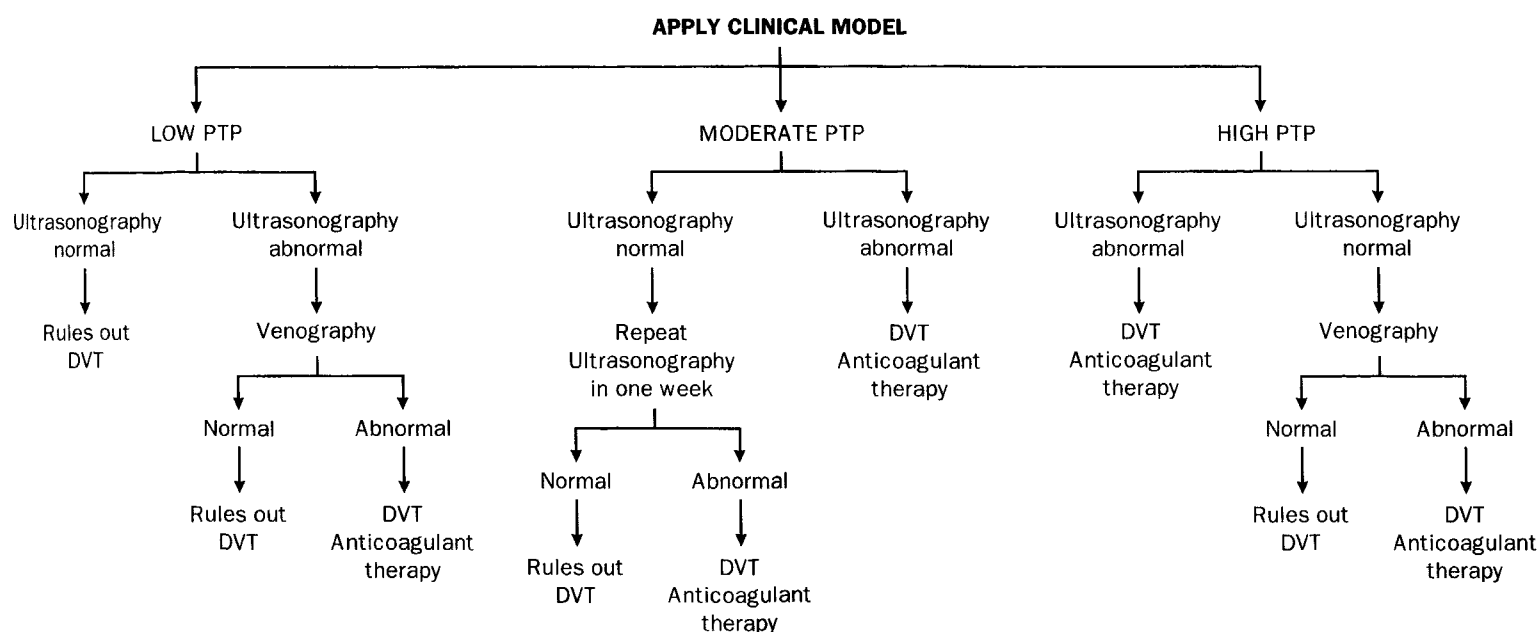 APPLY CLINICAL MODEL
LOW PTP
MODERATE PTP
HIGH PTP
Ultrasonography
normal
Ultrasonography
abnormal
Ultrasonography
normal
Ultrasonography
abnormal
Ultrasonography
abnormal
Ultrasonography
normal
Rules out
DVT
Venography
Repeat
Ultrasonography
in one week
DVT
Anticoagulant
therapy
DVT
Anticoagulant
therapy
Venography
Normal
Abnormal
Normal
Abnormal
Normal
Abnormal
Rules out
DVT
DVT
Anticoagulant
therapy
Rules out
DVT
DVT
Anticoagulant
therapy
Rules out
DVT
DVT
Anticoagulant
therapy